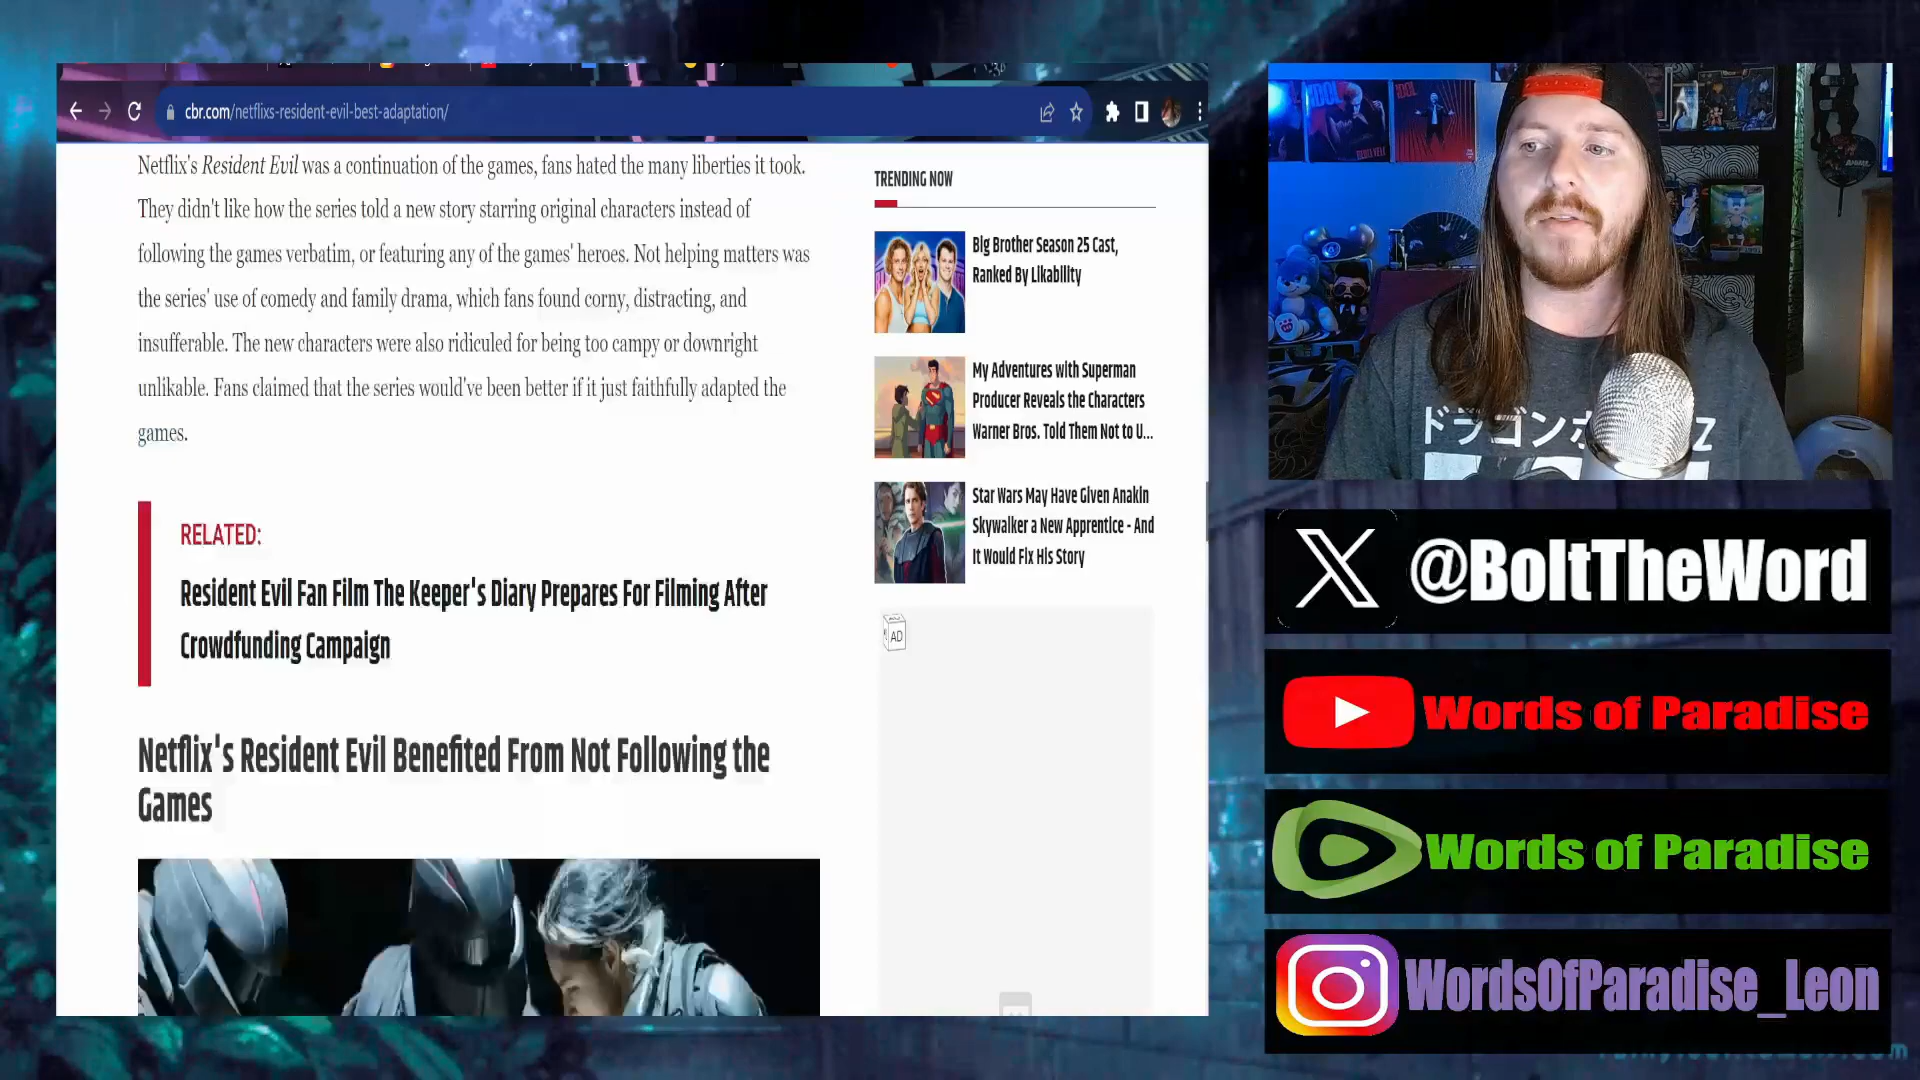 cbr.com/netflixs-resident-evil-best-adaptation/
Netflix's Resident Evil was a continuation of the games, fans hated the many liberties it took.
They didn't like how the series told a new story starring original characters instead of
following the games verbatim, or featuring any of the games' heroes. Not helping matters was
the series' use of comedy and family drama, which fans found corny, distracting, and
insufferable. The new characters were also ridiculed for being too campy or downright
unlikable. Fans claimed that the series would've been better if it just faithfully adapted the
games.
RELATED:
Resident Evil Fan Film The Keeper's Diary Prepares For Filming After
Crowdfunding Campaign
Netflix's Resident Evil Benefited From Not Following the
Games
TRENDING NOW
Big Brother Season 25 Cast,
Ranked By Likability
My Adventures with Superman
Producer Reveals the Characters
Warner Bros. Told Them Not to U...
Star Wars May Have Given Anakin
Skywalker a New Apprentice - And
It Would Fix His Story
AD
ドラゴンボ Z
X @BoltTheWord
Words of Paradise
Words of Paradise
WordsOfParadise_Leon